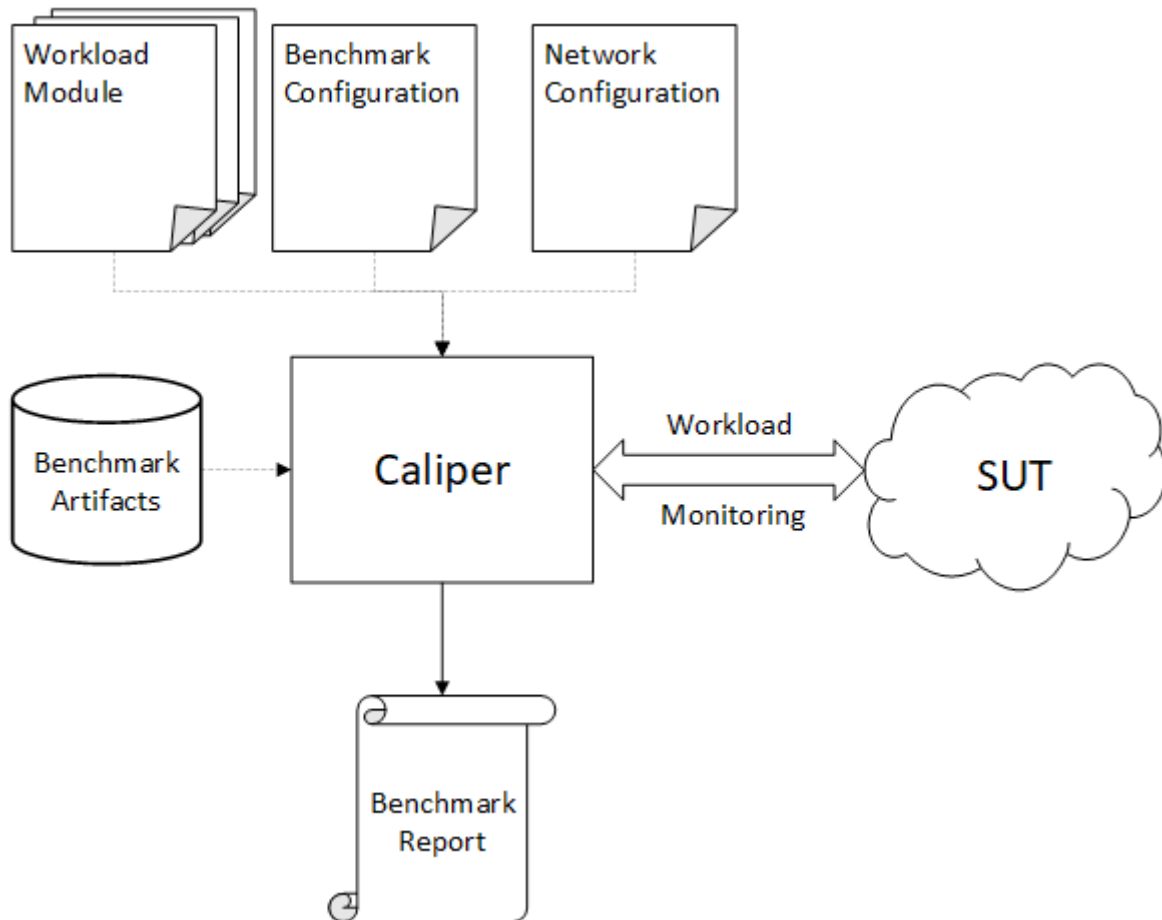 Workload
Module
Benchmark
Configuration
Network
Configuration
Benchmark
Artifacts
Caliper
Workload
Monitoring
SUT
Benchmark
Report